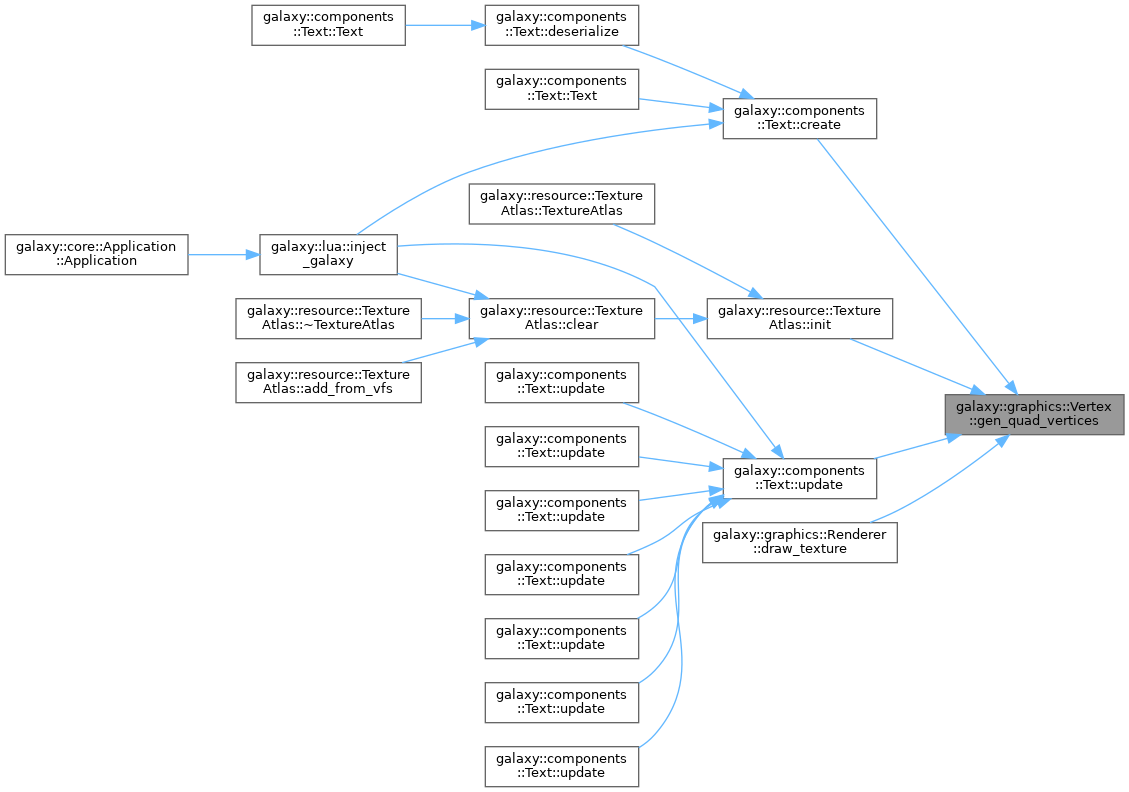 galaxy::components
::Text::Text
galaxy::components
::Text::deserialize
galaxy::components
::Text::Text
galaxy::components
::Text::create
galaxy::resource::Texture
Atlas::TextureAtlas
galaxy::core::Application
::Application
galaxy::lua::inject
_galaxy
galaxy::resource::Texture
Atlas::~TextureAtlas
galaxy::resource::Texture
Atlas::clear
galaxy::resource::Texture
Atlas::init
galaxy::resource::Texture
Atlas::add_from_vfs
galaxy::components
::Text::update
galaxy::graphics::Vertex
::gen_quad_vertices
galaxy::components
::Text::update
galaxy::components
::Text::update
galaxy::components
::Text::update
galaxy::graphics::Renderer
::draw_texture
galaxy::components
::Text::update
galaxy::components
::Text::update
galaxy::components
::Text::update
galaxy::components
::Text::update